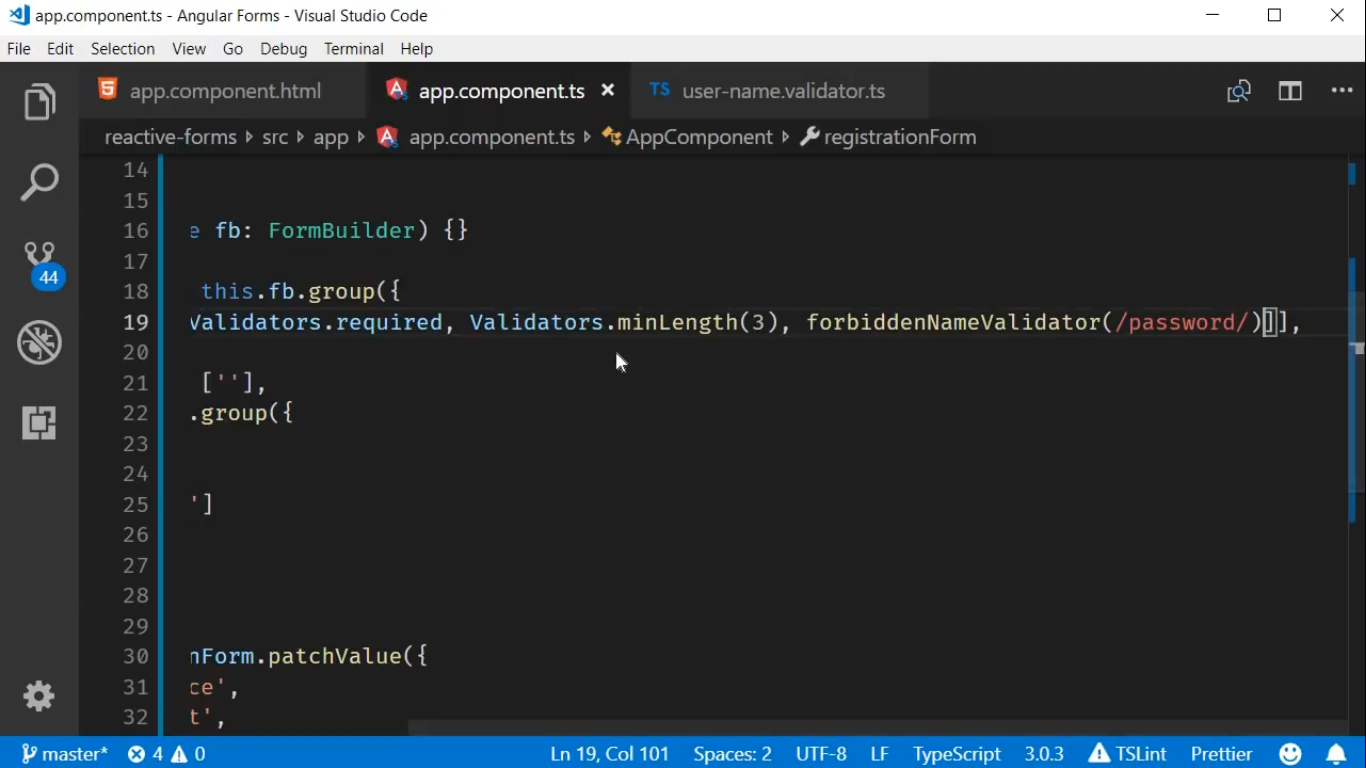 app.component.ts - Angular Forms - Visual Studio Code
File Edit Selection View Go Debug Terminal Help
app.component.html app.component.ts TS user-name.validator.ts
reactive-forms src app app.component.ts AppComponent registrationForm
14
15
16 e fb: FormBuilder) {}
17
18 this.fb.group({
19 Validators.required, Validators.minLength(3), forbiddenNameValidator(/password/)]],
20
21 [''],
22 .group({
23
24
25 ']
26
27
28
29
30 nForm.patchValue({
31 ce',
32 t',
44
master* 4 0 Ln 19, Col 101 Spaces: 2 UTF-8 LF TypeScript 3.0.3 TSLint Prettier